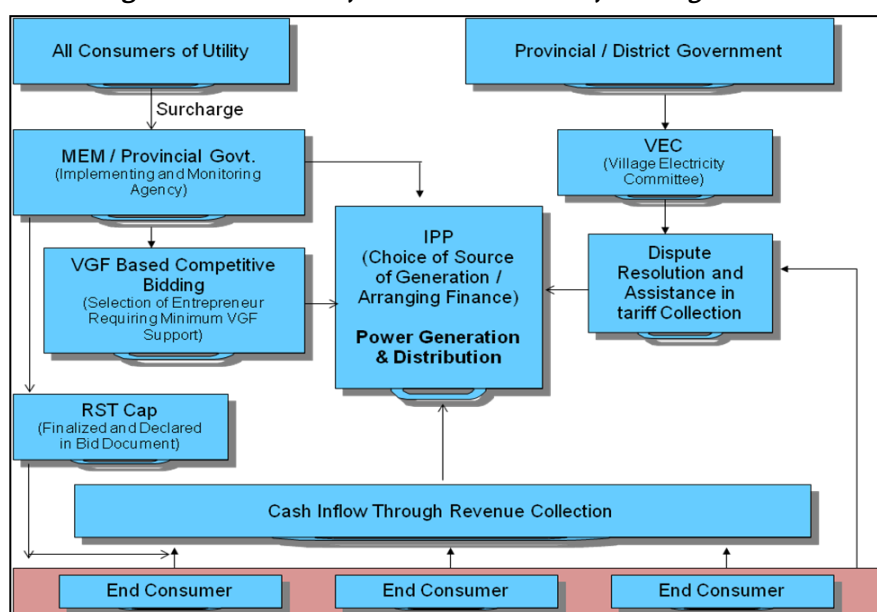 All Consumers of Utility
Provincial / District Government
Surcharge
MEM / Provincial Govt.
(Implementing and Monitoring
Agency)
VEC
(Village Electricity
Committee)
VGF Based Competitive
Bidding
(Selection of Entrepreneur
Requiring Minimum VGF
Support)
IPP
(Choice of Source
of Generation /
Arranging Finance)
Power Generation
& Distribution
Dispute
Resolution and
Assistance in
tariff Collection
RST Cap
(Finalized and Declared
in Bid Document)
Cash Inflow Through Revenue Collection
End Consumer
End Consumer
End Consumer